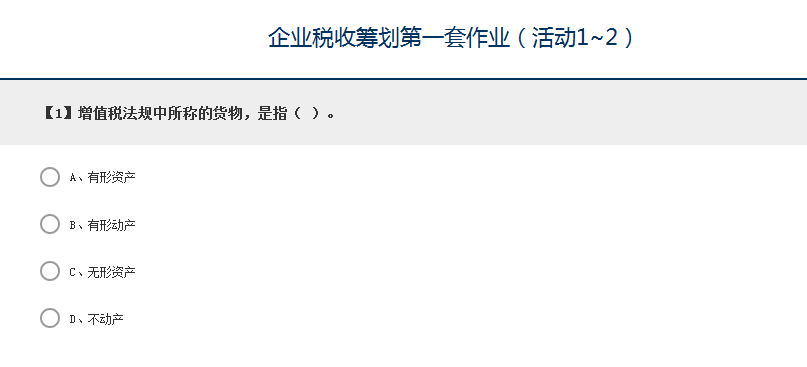 企业税收筹划第一套作业（活动1~2）
【1】增值税法规中所称的货物，是指（ ）。
A、有形资产
B、有形动产
C、无形资产
D、不动产